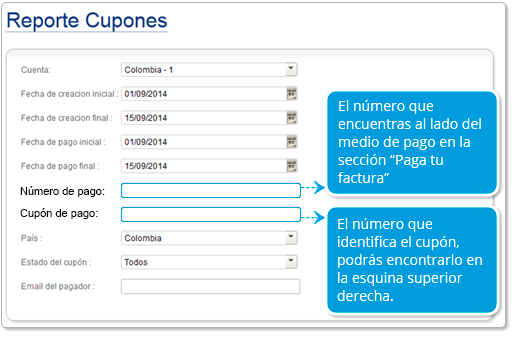 Reporte Cupones
Cuenta: Colombia - 1
Fecha de creacion inicial : 01/09/2014
Fecha de creacion final : 15/09/2014
Fecha de pago inicial : 01/09/2014
Fecha de pago final : 15/09/2014
Número de pago:
Cupón de pago:
País : Colombia
Estado del cupón : Todos
Email del pagador :
El número que
encuentras al lado del
medio de pago en la
sección “Paga tu
factura”
El número que
identifica el cupón,
podrás encontrarlo en
la esquina superior
derecha.